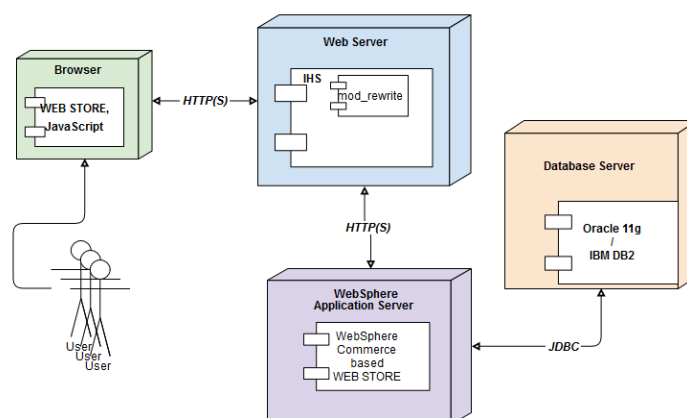 Browser
WEB STORE,
JavaScript
HTTP(S)
Web Server
IHS
mod_rewrite
HTTP(S)
Database Server
Oracle 11g
/
IBM DB2
WebSphere
Application Server
WebSphere
Commerce
based
WEB STORE
JDBC
User
User
User